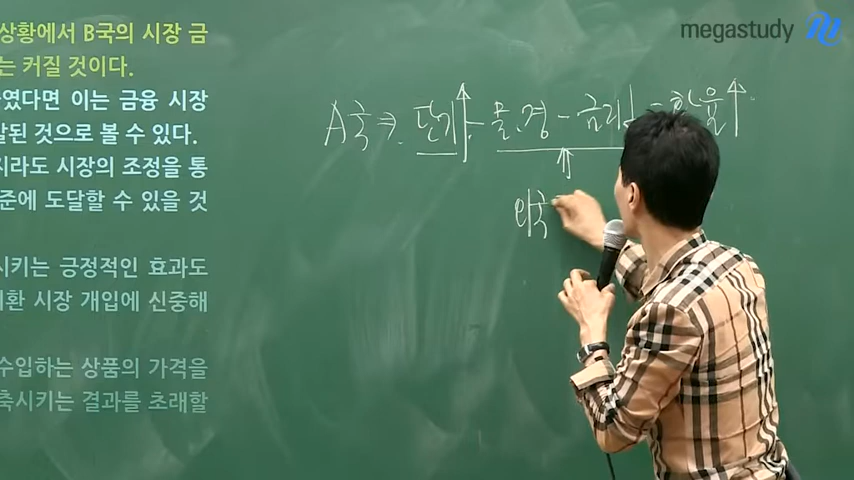 megastudy
상황에서 B국의 시장 금
는 커질 것이다.
였다면 이는 금융 시장
발된 것으로 볼 수 있다.
지라도 시장의 조정을 통
준에 도달할 수 있을 것
시키는 긍정적인 효과도
외환 시장 개입에 신중해
수입하는 상품의 가격을
축시키는 결과를 초래할
A국 단기 - 불.경 - 금리
외국